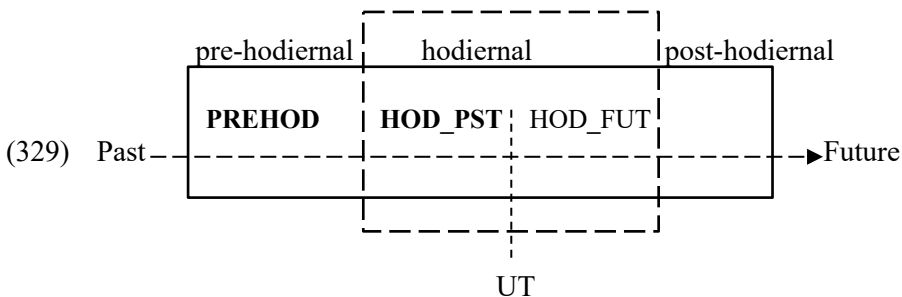 pre-hodiernal hodiernal post-hodiernal
PREHOD HOD_PST HOD_FUT
(329) Past Future
UT